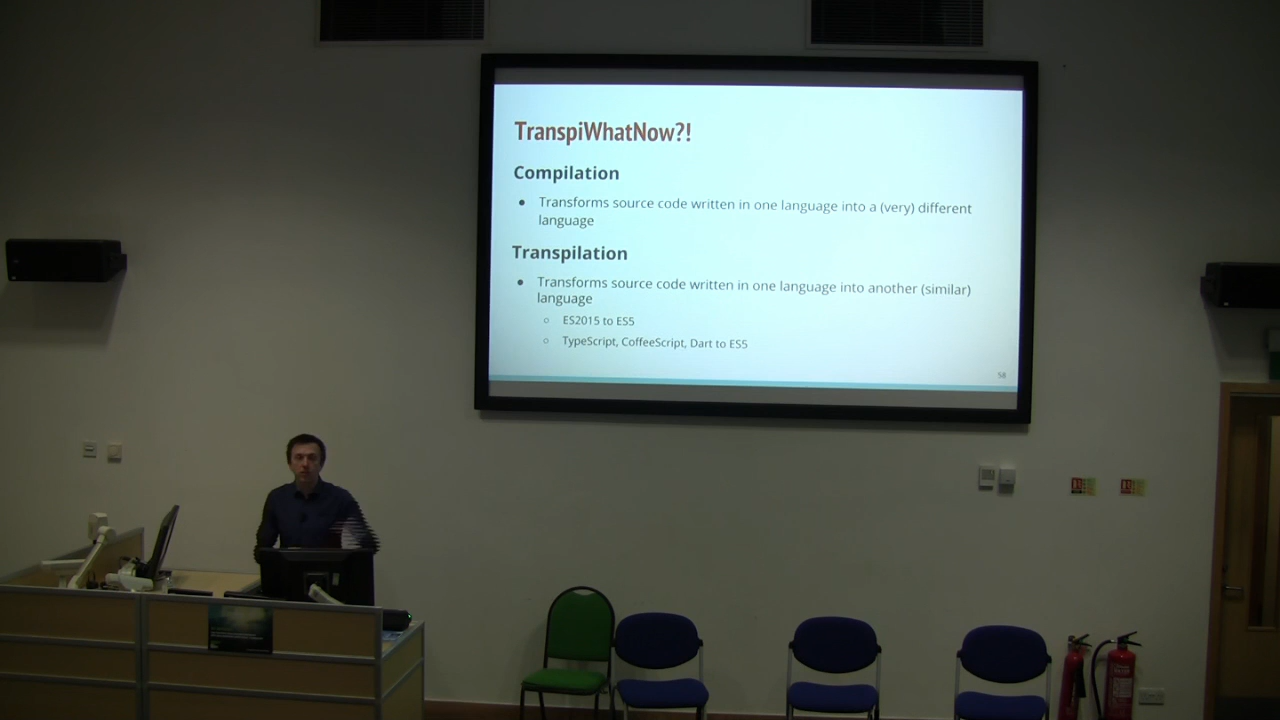 TranspiWhatNow?!
Compilation
● Transforms source code written in one language into a (very) different
language
Transpilation
● Transforms source code written in one language into another (similar)
language
○ ES2015 to ES5
○ TypeScript, CoffeeScript, Dart to ES5
58